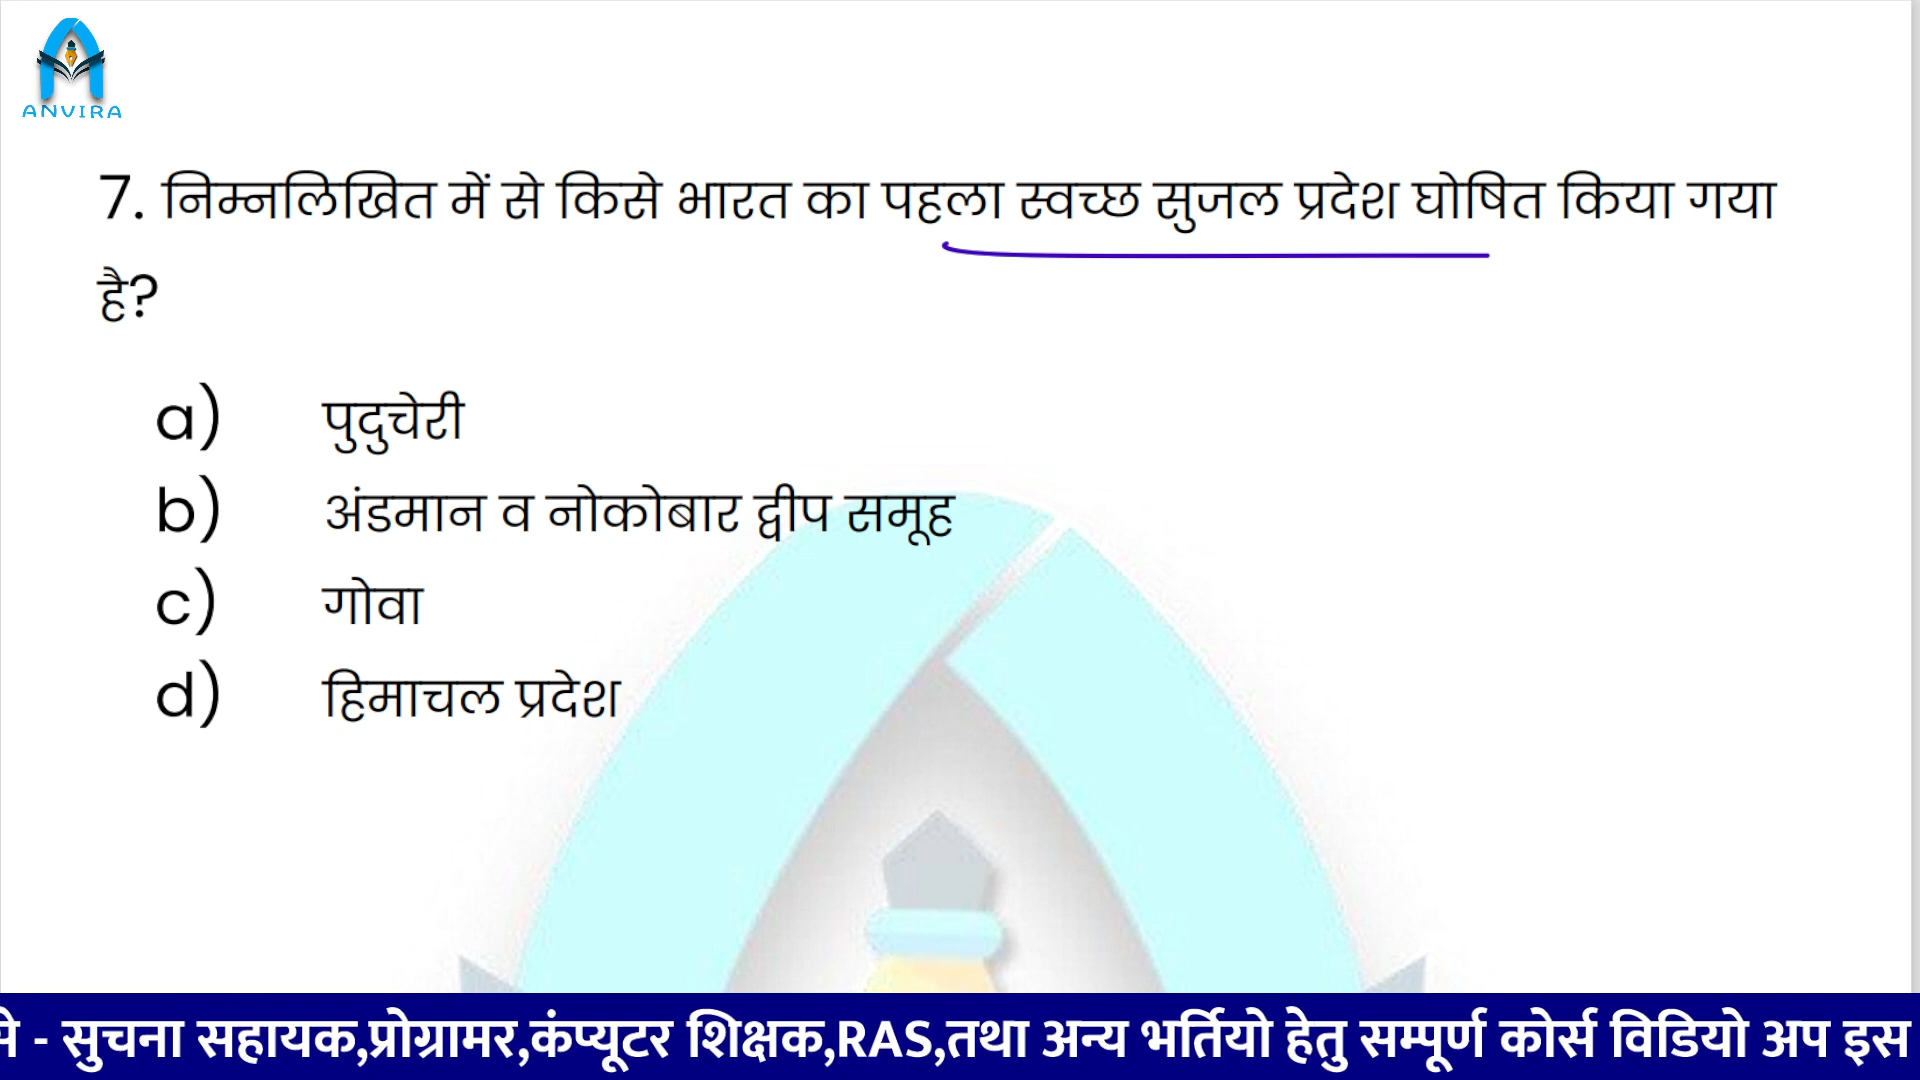 ANVIRA
7. निम्नलिखित में से किसे भारत का पहला स्वच्छ सुजल प्रदेश घोषित किया गया
है?
a) पुदुचेरी
b) अंडमान व नोकोबार द्वीप समूह
c) गोवा
d) हिमाचल प्रदेश
- सुचना सहायक,प्रोग्रामर,कंप्यूटर शिक्षक,RAS,तथा अन्य भर्तियो हेतु सम्पूर्ण कोर्स विडियो अप इस